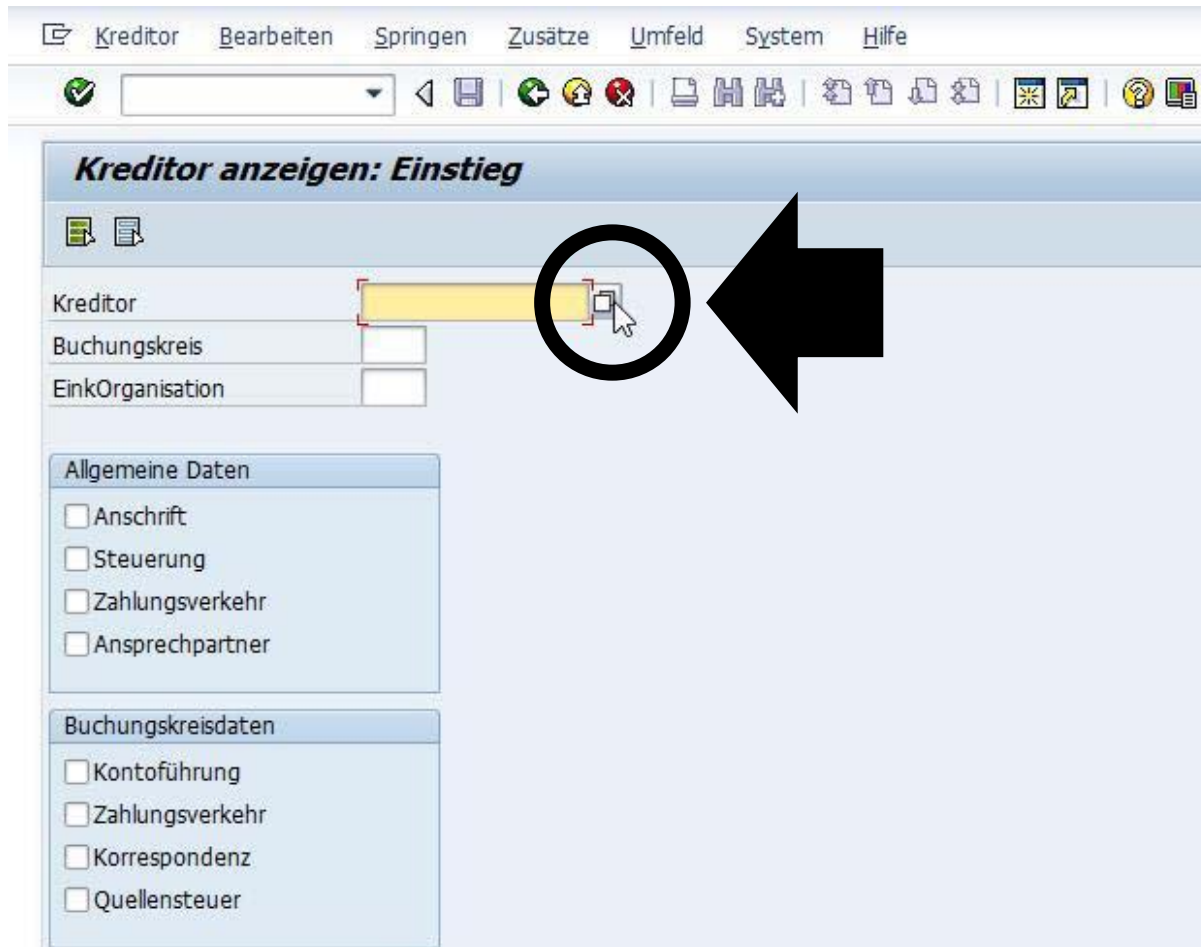 Kreditor Bearbeiten Springen Zusätze Umfeld System Hilfe
Kreditor anzeigen: Einstieg
Kreditor
Buchungskreis
EinkOrganisation
Allgemeine Daten
Anschrift
Steuerung
Zahlungsverkehr
Ansprechpartner
Buchungskreisdaten
Kontoführung
Zahlungsverkehr
Korrespondenz
Quellensteuer